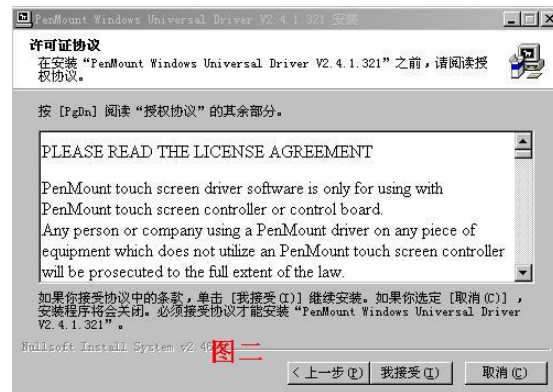 PenMount Windows Universal Driver V2.4.1.321 安装
许可证协议
在安装“PenMount Windows Universal Driver V2.4.1.321”之前，请阅读授
权协议。
按 [PgDn] 阅读“授权协议”的其余部分。
PLEASE READ THE LICENSE AGREEMENT
PenMount touch screen driver software is only for using with
PenMount touch screen controller or control board.
Any person or company using a PenMount driver on any piece of
equipment which does not utilize an PenMount touch screen controller
will be prosecuted to the full extent of the law.
如果你接受协议中的条款，单击 [我接受(I)] 继续安装。如果你选定 [取消(C)] ，
安装程序将会关闭。必须接受协议才能安装 “PenMount Windows Universal Driver
V2.4.1.321”。
Nullsoft Install System v2.46
图二
< 上一步(P)
我接受(I)
取消(C)